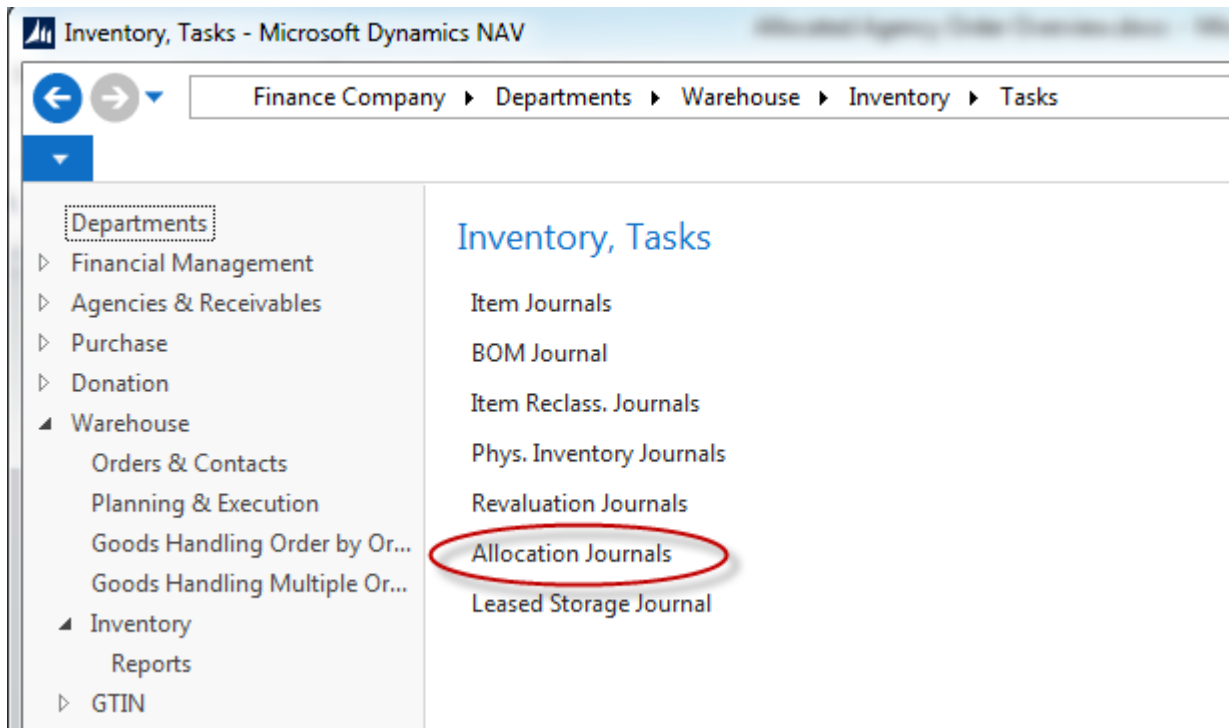 Inventory, Tasks - Microsoft Dynamics NAV
Finance Company Departments Warehouse Inventory Tasks
Departments
Financial Management
Agencies & Receivables
Purchase
Donation
Warehouse
Orders & Contacts
Planning & Execution
Goods Handling Order by Or...
Goods Handling Multiple Or...
Inventory
Reports
GTIN
Inventory, Tasks
Item Journals
BOM Journal
Item Reclass. Journals
Phys. Inventory Journals
Revaluation Journals
Allocation Journals
Leased Storage Journal